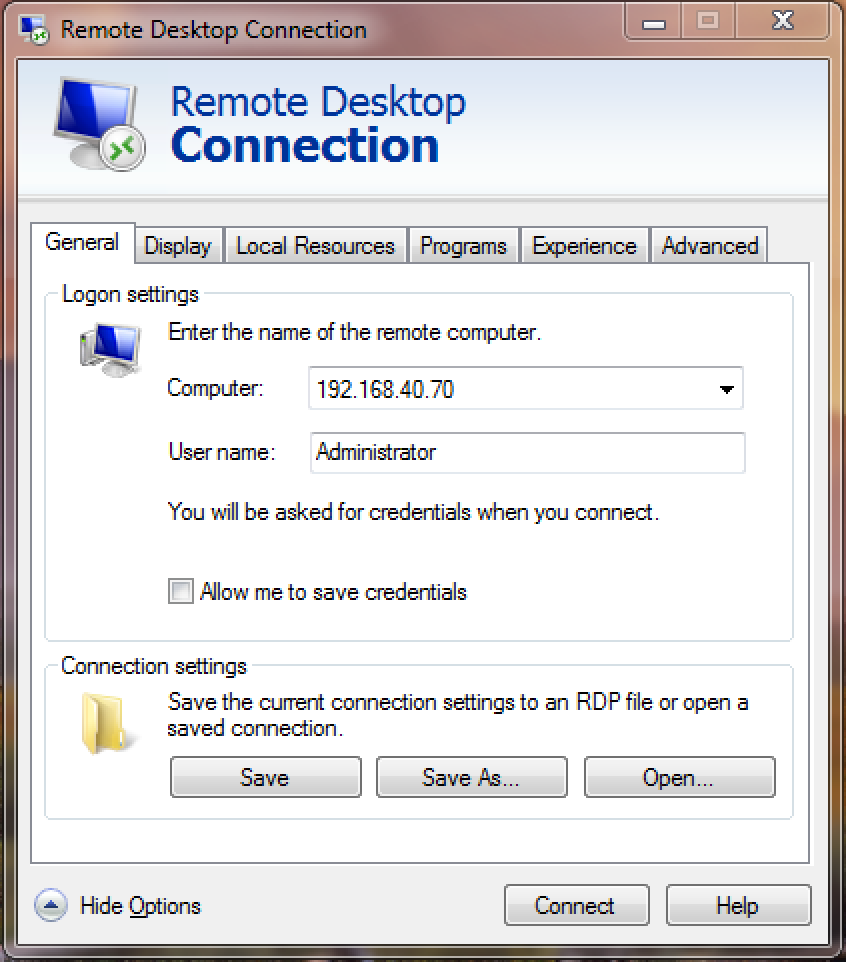 Remote Desktop Connection
Remote Desktop
Connection
General Display Local Resources Programs Experience Advanced
Logon settings
Enter the name of the remote computer.
Computer: 192.168.40.70
User name: Administrator
You will be asked for credentials when you connect.
Allow me to save credentials
Connection settings
Save the current connection settings to an RDP file or open a
saved connection.
Save Save As... Open...
Hide Options Connect Help